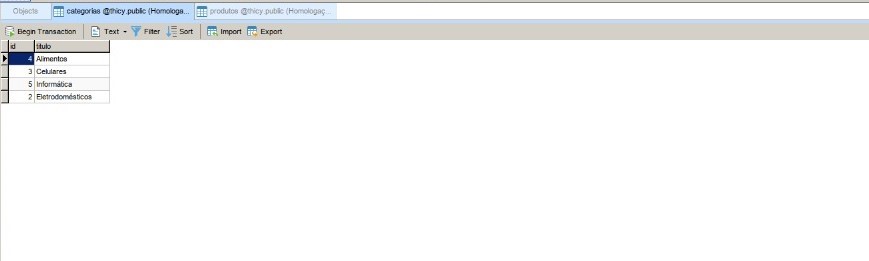 Objects categorias @thicy.public (Homologa... produtos @thicy.public (Homologaç...
Begin Transaction Text Filter Sort Import Export
id titulo
4 Alimentos
3 Celulares
5 Informática
2 Eletrodomésticos